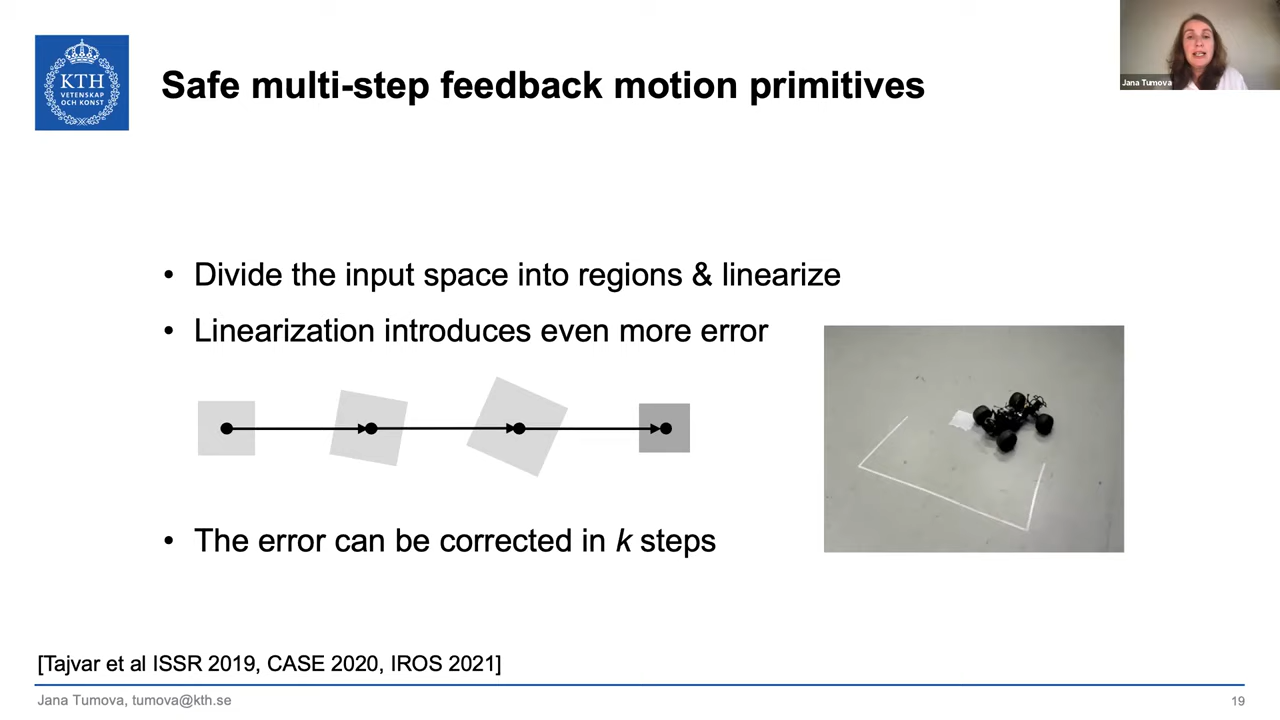 KTH
VETENSKAP
OCH KONST
Safe multi-step feedback motion primitives
Jana Tumova
• Divide the input space into regions & linearize
• Linearization introduces even more error
• The error can be corrected in k steps
[Tajvar et al ISSR 2019, CASE 2020, IROS 2021]
Jana Tumova, tumova@kth.se
19